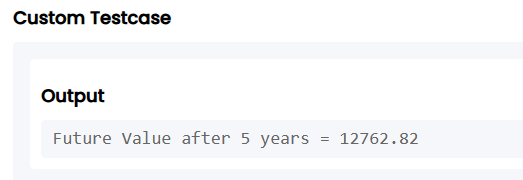 Custom Testcase
Output
Future Value after 5 years = 12762.82